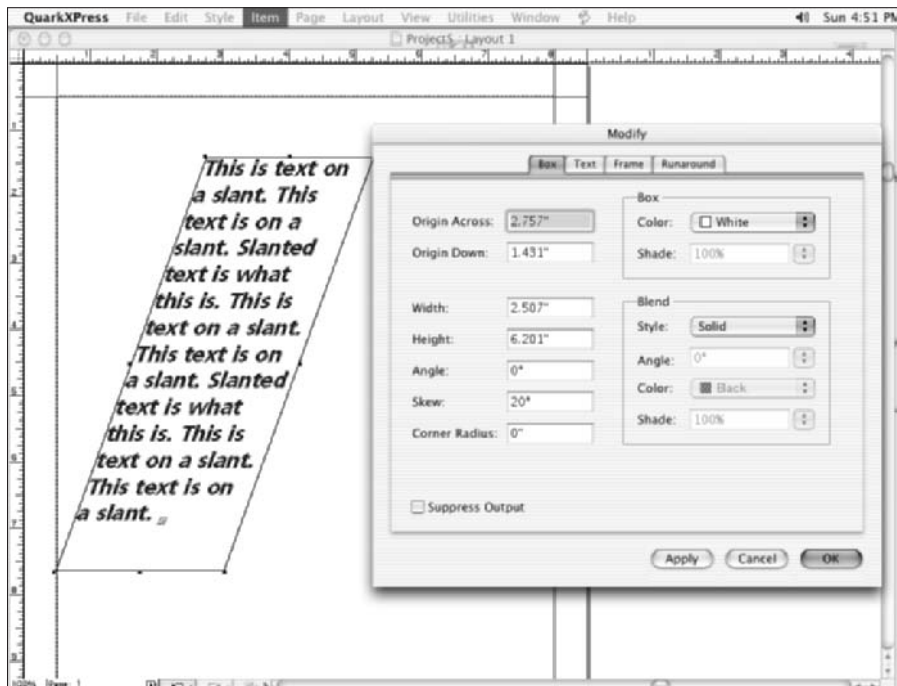 QuarkXPress File Edit Style Item Page Layout View Utilities Window Help Sun 4:51 PM
Layout 1
Modify
Box Text Frame Runaround
This is text on
a slant. This
text is on a
slant. Slanted
text is what
this is. This is
text on a slant.
This text is on
a slant. Slanted
text is what
this is. This is
text on a slant.
This text is on
a slant.
Origin Across: 2.757"
Origin Down: 1.431"
Width: 2.507"
Height: 6.201"
Angle: 0°
Skew: 20°
Corner Radius: 0"
Suppress Output
Box
Color: White
Shade: 100%
Blend
Style: Solid
Angle: 0°
Color: Back
Shade: 100%
Apply Cancel OK